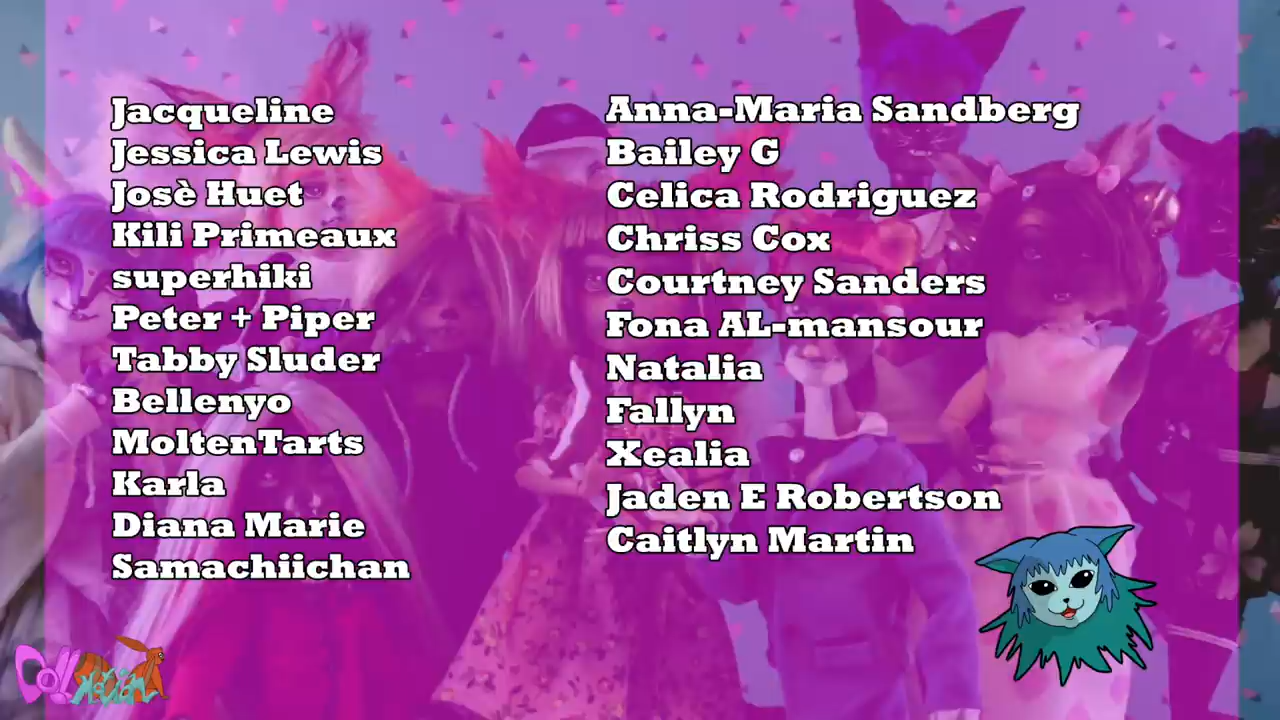 Jacqueline
Jessica Lewis
Josè Huet
Kili Primeaux
superhiki
Peter + Piper
Tabby Sluder
Bellenyo
MoltenTarts
Karla
Diana Marie
Samachiichan
Anna-Maria Sandberg
Bailey G
Celica Rodriguez
Chriss Cox
Courtney Sanders
Fona AL-mansour
Natalia
Fallyn
Xealia
Jaden E Robertson
Caitlyn Martin
Doll